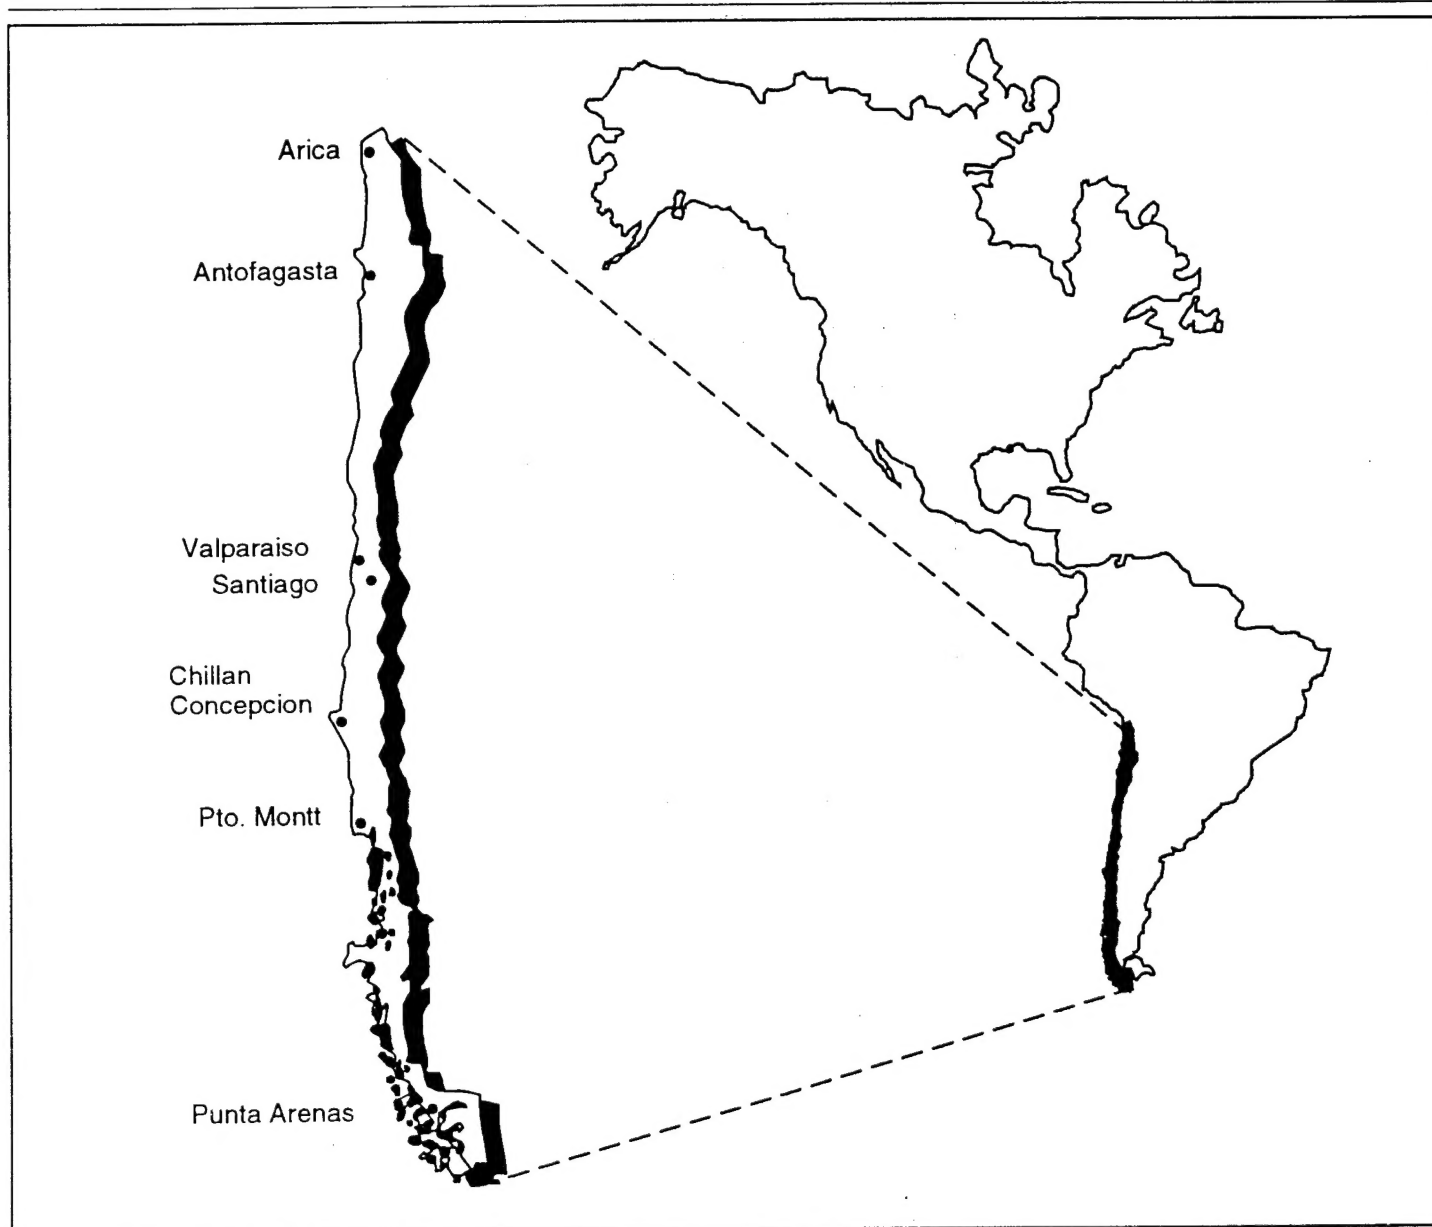 Arica
Antofagasta
Valparaiso
Santiago
Chillan
Concepcion
Pto. Montt
Punta Arenas